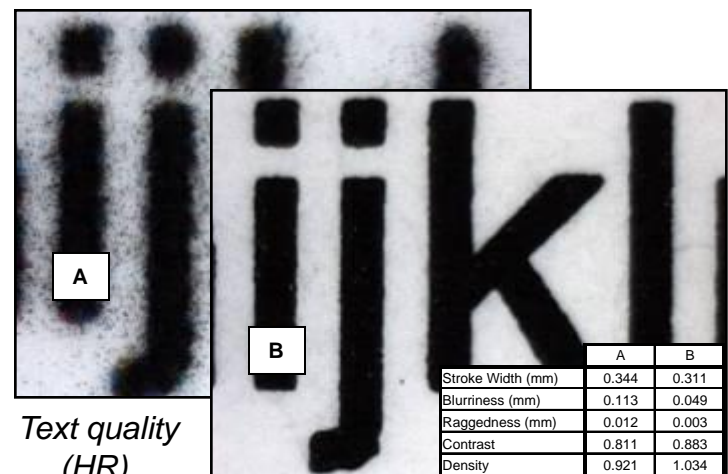 ijkl
A
B
A B
Stroke Width (mm) 0.344 0.311
Blurriness (mm) 0.113 0.049
Raggedness (mm) 0.012 0.003
Contrast 0.811 0.883
Density 0.921 1.034
Text quality
(HR)